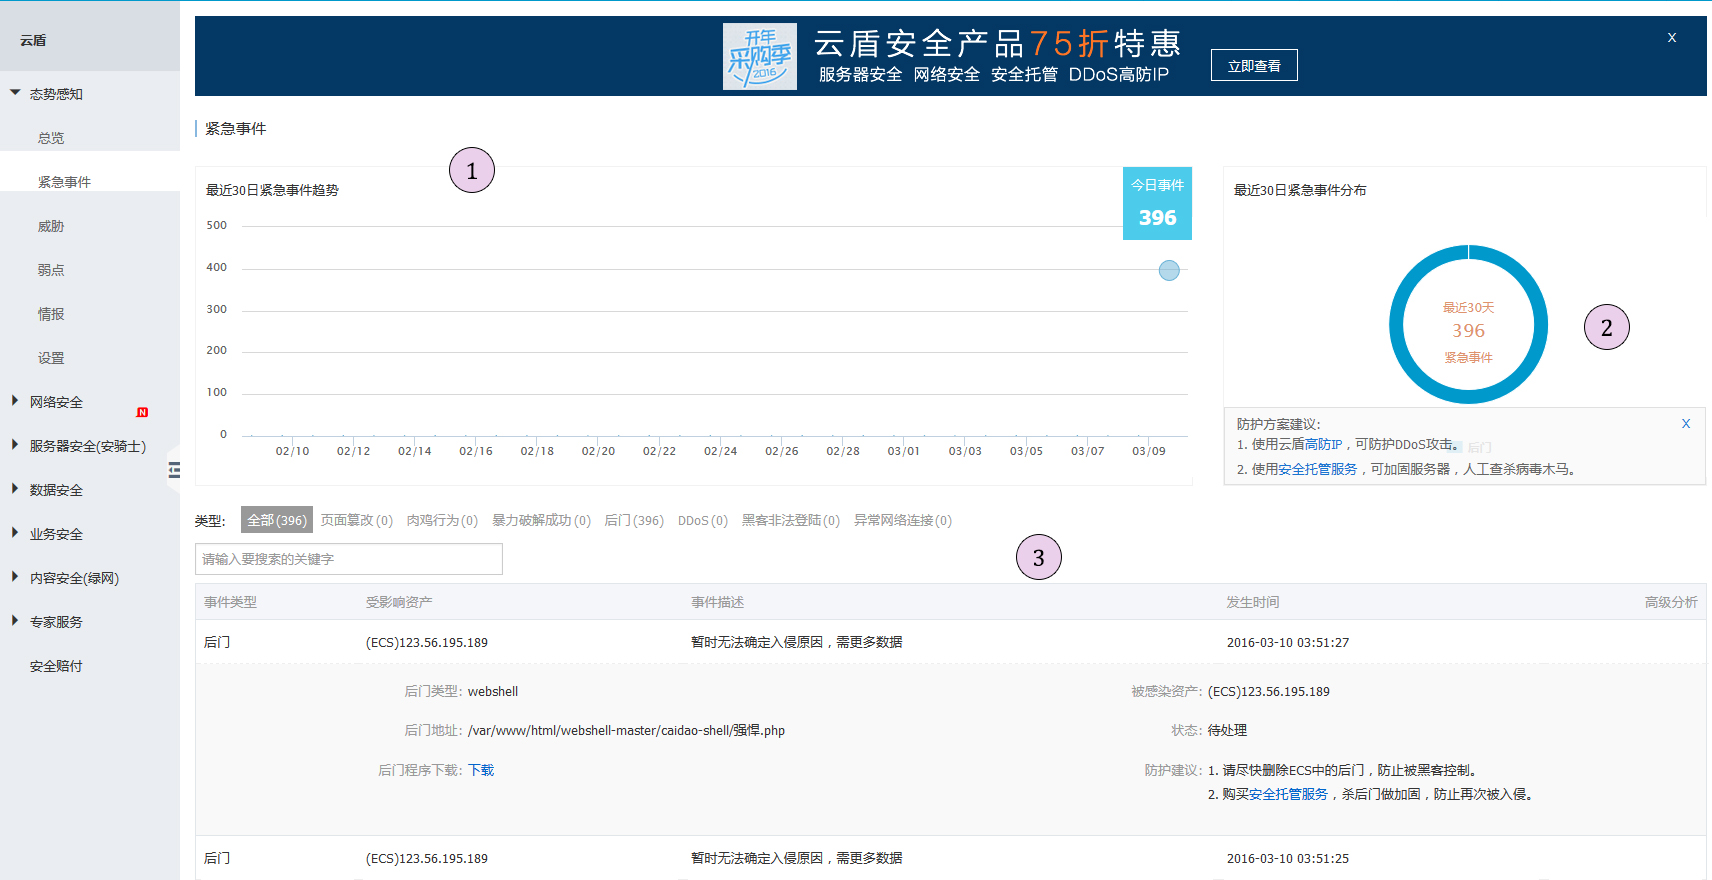 云盾
态势感知
总览
紧急事件
威胁
弱点
情报
设置
网络安全
N
服务器安全(安骑士)
数据安全
业务安全
内容安全(绿网)
专家服务
安全赔付
开年
采购季
2016
云盾安全产品75折特惠
服务器安全 网络安全 安全托管 DDoS高防IP
立即查看
X
紧急事件
1
最近30日紧急事件趋势
今日事件
396
500
400
300
200
100
0
02/10 02/12 02/14 02/16 02/18 02/20 02/22 02/24 02/26 02/28 03/01 03/03 03/05 03/07 03/09
最近30日紧急事件分布
最近30天
396
紧急事件
2
防护方案建议:
X
1. 使用云盾高防IP，可防护DDoS攻击。
后门
2. 使用安全托管服务，可加固服务器，人工查杀病毒木马。
类型: 全部(396) 页面篡改(0) 肉鸡行为(0) 暴力破解成功(0) 后门(396) DDoS(0) 黑客非法登陆(0) 异常网络连接(0)
请输入要搜索的关键字
3
事件类型 受影响资产 事件描述 发生时间 高级分析
后门 (ECS)123.56.195.189 暂时无法确定入侵原因，需更多数据 2016-03-10 03:51:27
后门类型: webshell 被感染资产: (ECS)123.56.195.189
后门地址: /var/www/html/webshell-master/caidao-shell/强悍.php 状态: 待处理
后门程序下载: 下载 防护建议: 1. 请尽快删除ECS中的后门，防止被黑客控制。
2. 购买安全托管服务，杀后门做加固，防止再次被入侵。
后门 (ECS)123.56.195.189 暂时无法确定入侵原因，需更多数据 2016-03-10 03:51:25